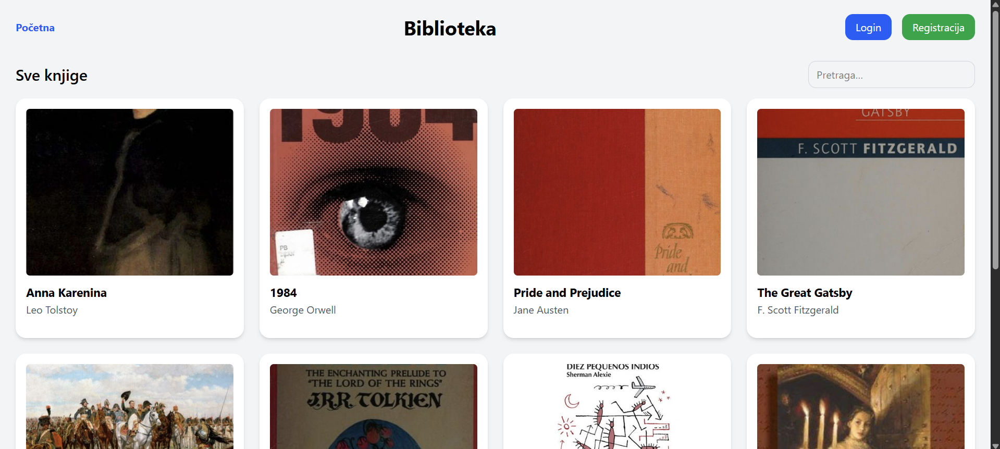 Početna
Biblioteka
Login
Registracija
Sve knjige
Pretraga...
1984
GATSBY
F. SCOTT FITZGERALD
PB
Pride
and
Anna Karenina
Leo Tolstoy
1984
George Orwell
Pride and Prejudice
Jane Austen
The Great Gatsby
F. Scott Fitzgerald
THE ENCHANTING PRELUDE TO
"THE LORD OF THE RINGS"
J.R.R. TOLKIEN
DIEZ PEQUEÑOS INDIOS
Sherman Alexie